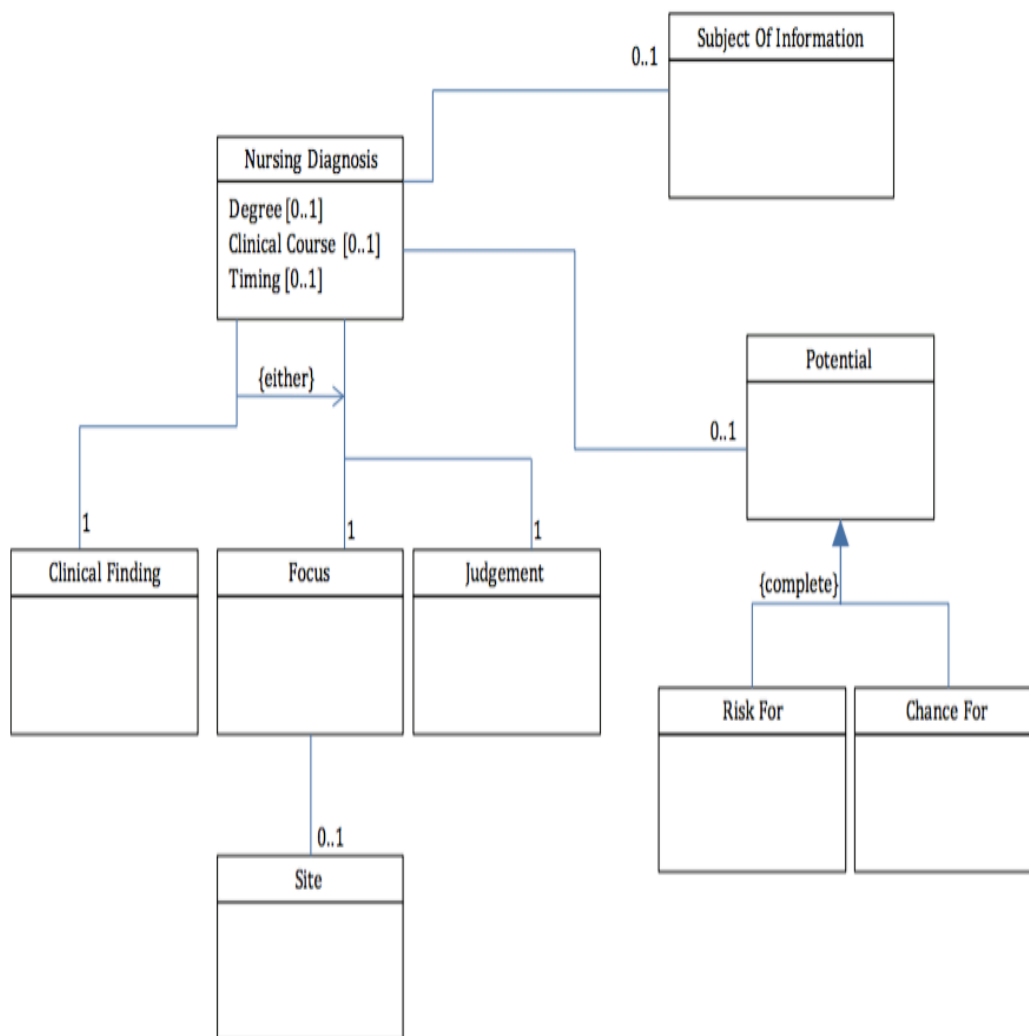 Subject Of Information
0..1
Nursing Diagnosis
Degree [0..1]
Clinical Course [0..1]
Timing [0..1]
{either}
Potential
0..1
1
1
1
Clinical Finding
Focus
Judgement
{complete}
Risk For
Chance For
0..1
Site